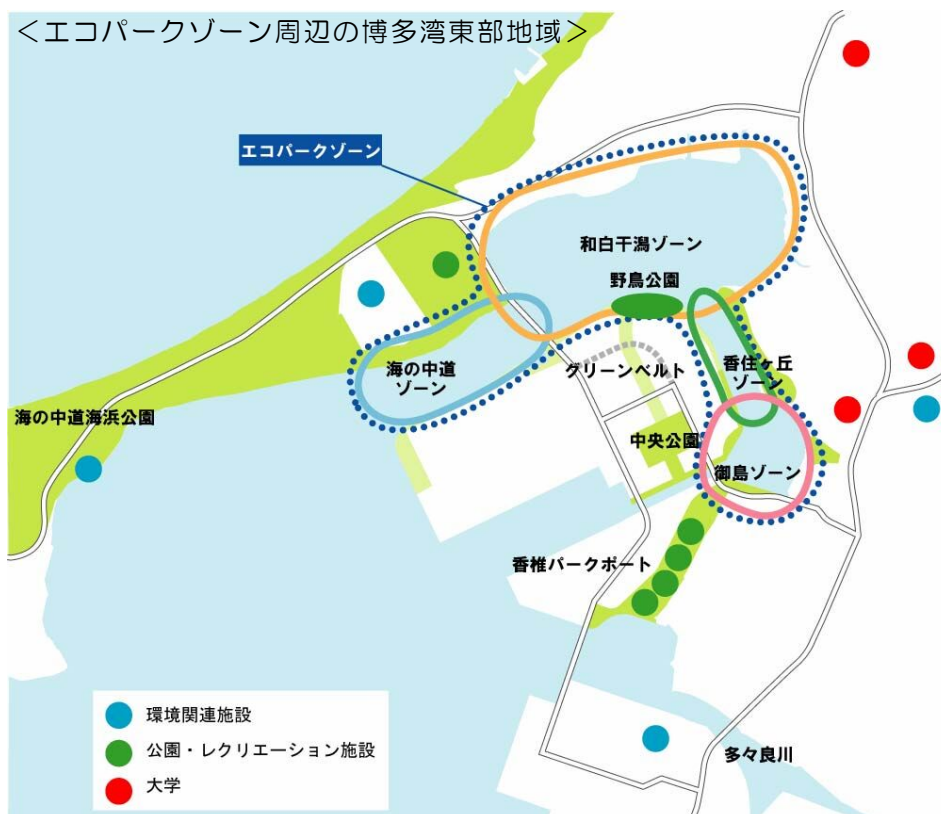 ＜エコパークゾーン周辺の博多湾東部地域＞
エコパークゾーン
和白干潟ゾーン
野鳥公園
海の中道
ゾーン
グリーンベルト
香住ヶ丘
ゾーン
海の中道海浜公園
中央公園
御島ゾーン
香椎パークポート
環境関連施設
公園・レクリエーション施設
大学
多々良川